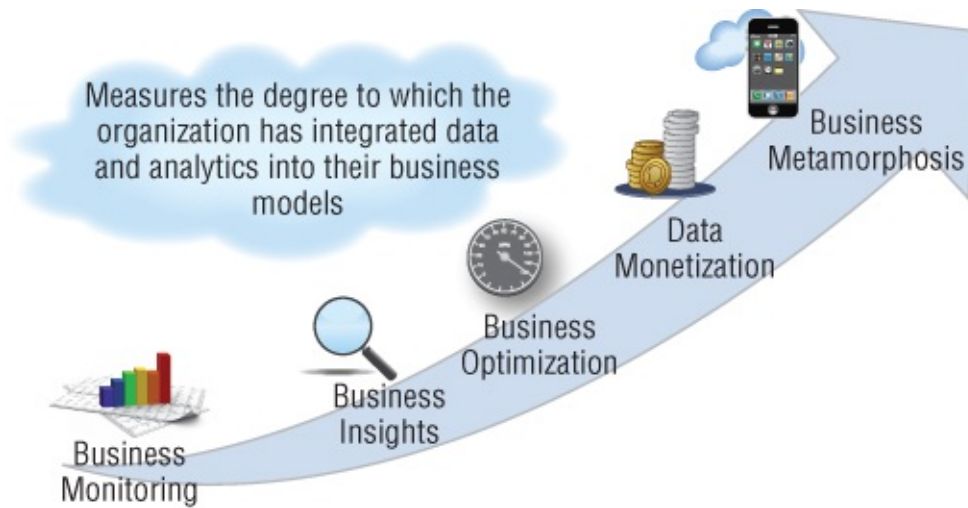 Measures the degree to which the
organization has integrated data
and analytics into their business
models
Business
Monitoring
Business
Insights
Business
Optimization
Data
Monetization
Business
Metamorphosis